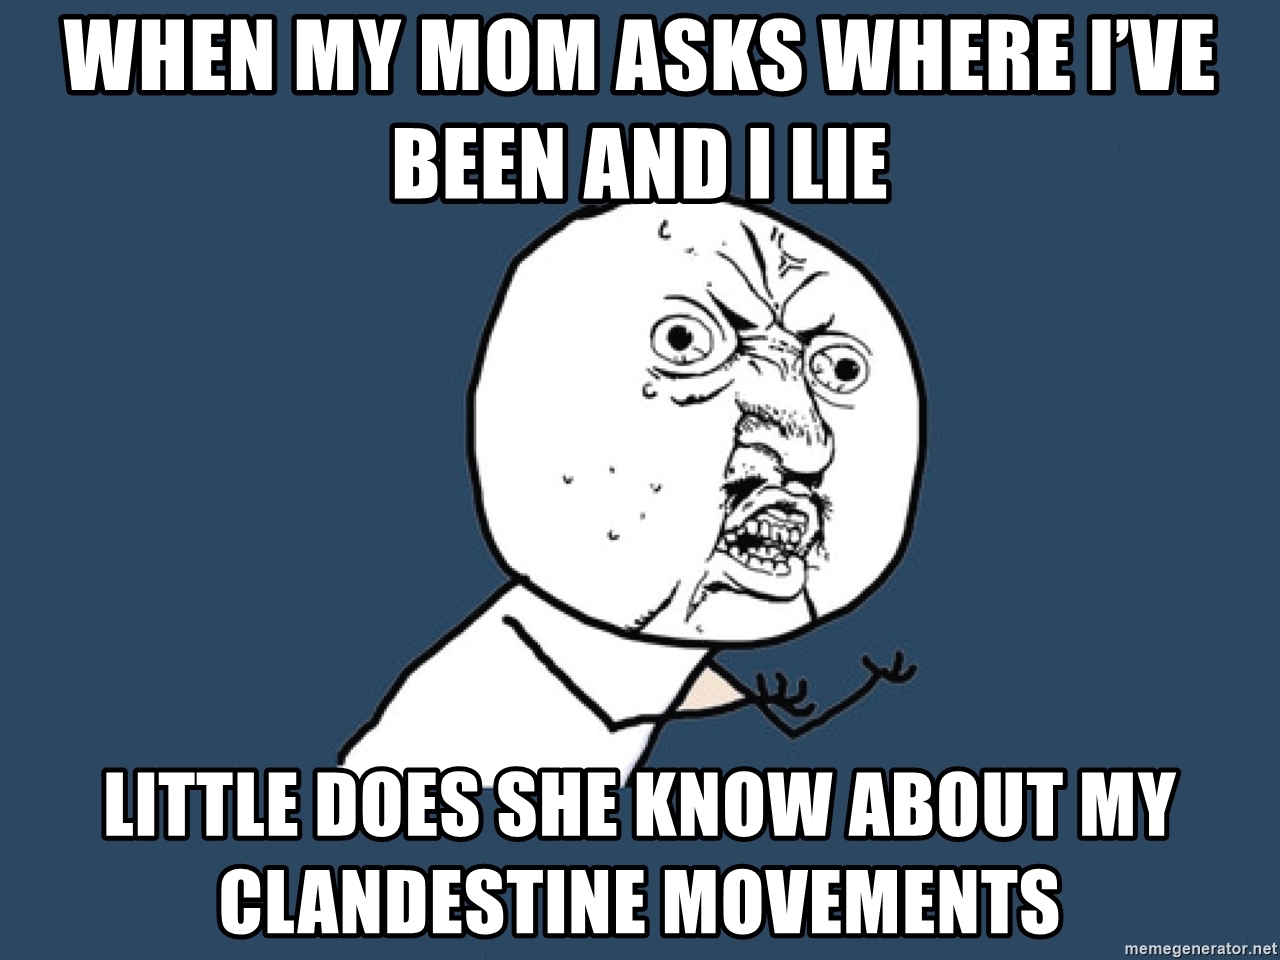 WHEN MY MOM ASKS WHERE I'VE
BEEN AND I LIE
LITTLE DOES SHE KNOW ABOUT MY
CLANDESTINE MOVEMENTS
memegenerator.net